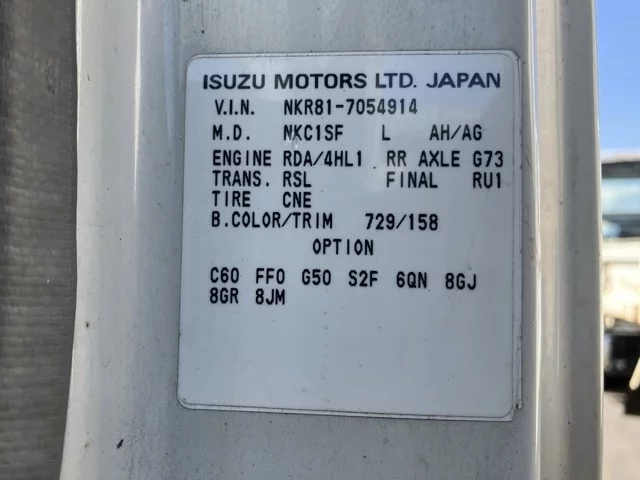 ISUZU MOTORS LTD. JAPAN
V.I.N. NKR81-7054914
M.D. NKC1SF L AH/AG
ENGINE RDA/4HL1 RR AXLE G73
TRANS. RSL FINAL RU1
TIRE CNE
B.COLOR/TRIM 729/158
OPTION
C60 FF0 G50 S2F 6QN 8GJ
8GR 8JM